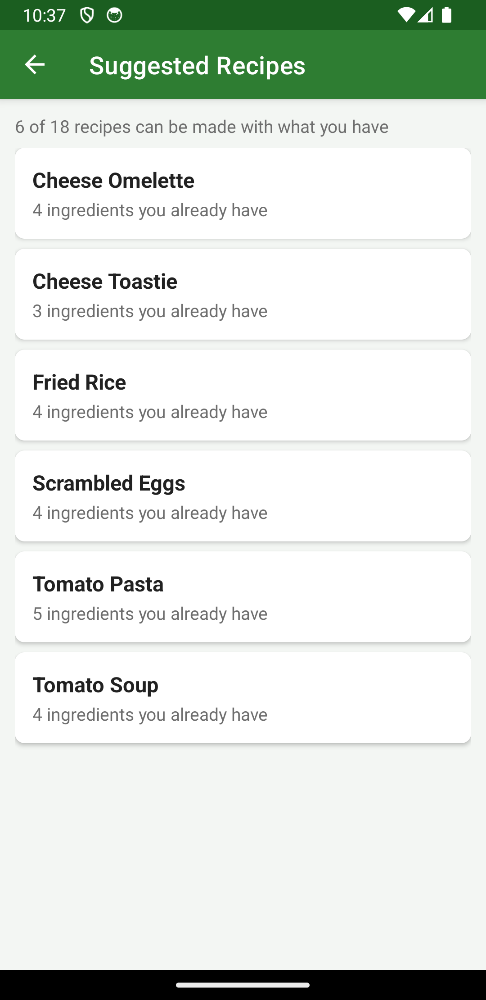 10:37
Suggested Recipes
6 of 18 recipes can be made with what you have
Cheese Omelette
4 ingredients you already have
Cheese Toastie
3 ingredients you already have
Fried Rice
4 ingredients you already have
Scrambled Eggs
4 ingredients you already have
Tomato Pasta
5 ingredients you already have
Tomato Soup
4 ingredients you already have